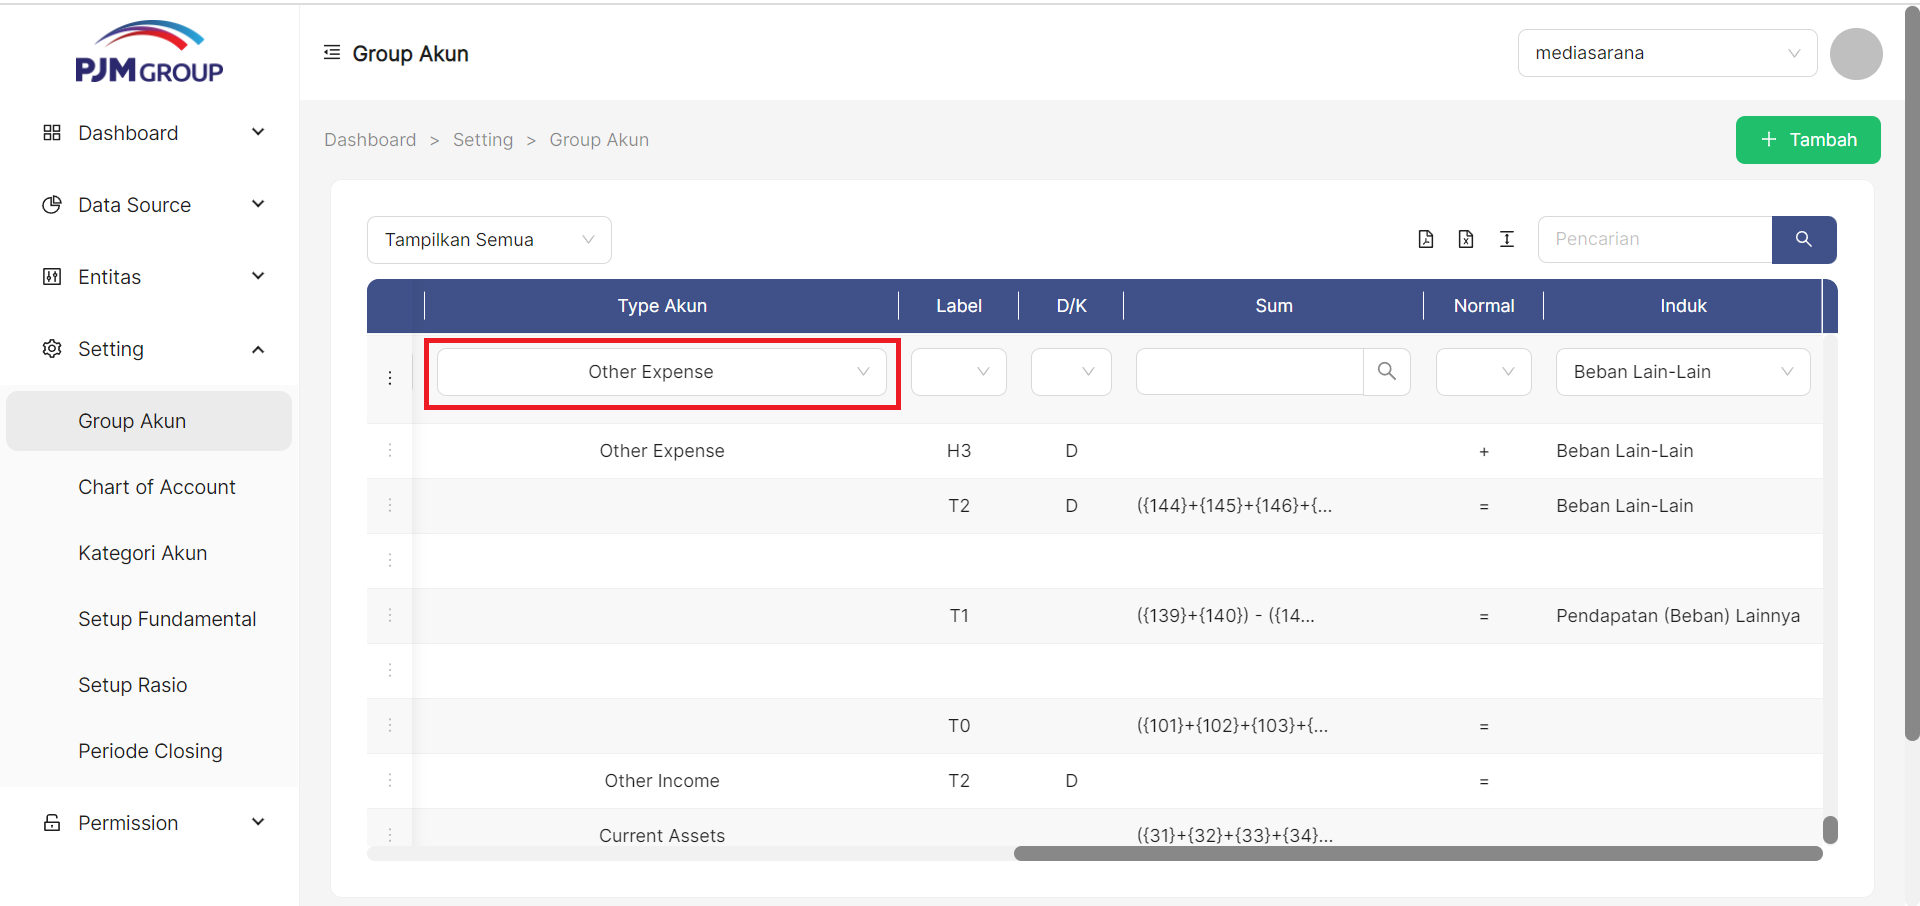 PJM GROUP
Group Akun
mediasarana
Dashboard
Data Source
Entitas
Setting
Group Akun
Chart of Account
Kategori Akun
Setup Fundamental
Setup Rasio
Periode Closing
Permission
Dashboard > Setting > Group Akun
+ Tambah
Tampilkan Semua
Pencarian
Type Akun Label D/K Sum Normal Induk
Other Expense Beban Lain-Lain
Other Expense H3 D + Beban Lain-Lain
T2 D ({144}+{145}+{146}+{... = Beban Lain-Lain
T1 ({139}+{140}) - ({14... = Pendapatan (Beban) Lainnya
T0 ({101}+{102}+{103}+{... =
Other Income T2 D =
Current Assets ({31}+{32}+{33}+{34}...